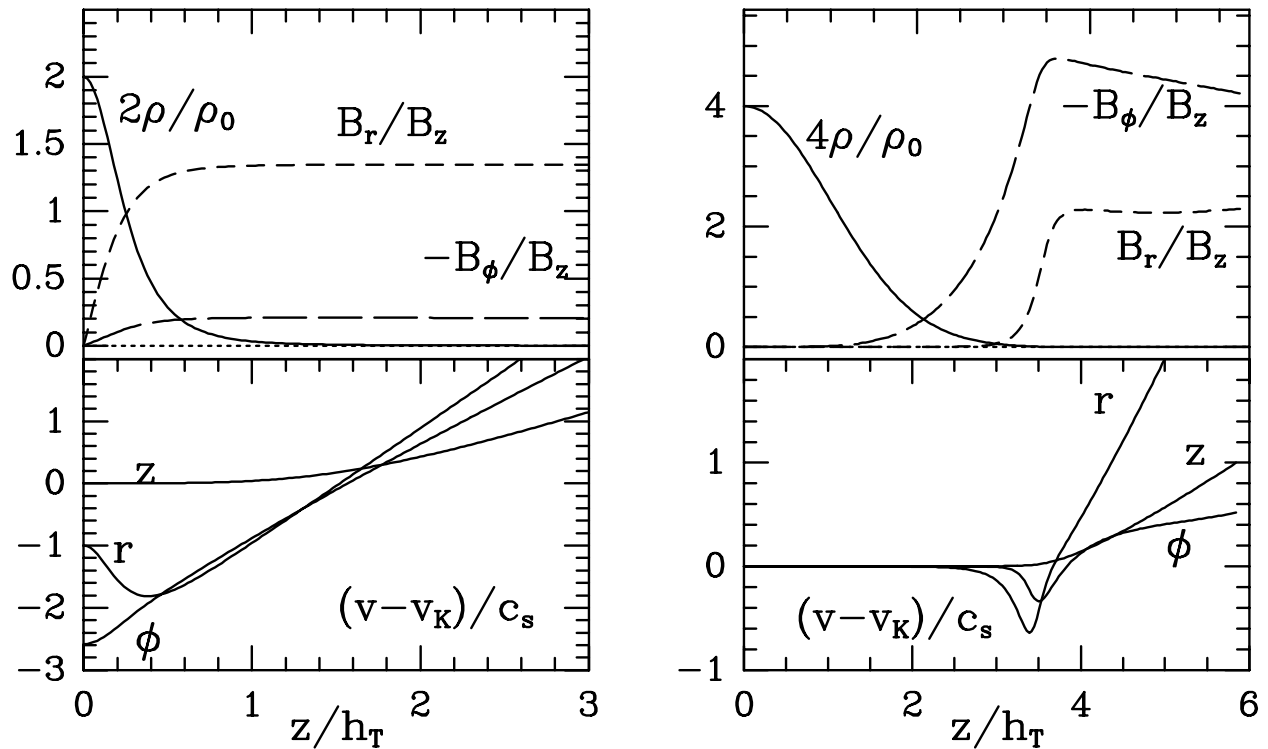 2
1.5
1
0.5
0
2ρ/ρ₀
B_r/B_z
−B_ϕ/B_z
1
0
−1
−2
−3
z
r
ϕ
(v−v_K)/c_s
0
1
2
3
z/h_T
4
2
0
4ρ/ρ₀
−B_ϕ/B_z
B_r/B_z
1
0
−1
r
z
ϕ
(v−v_K)/c_s
0
2
4
6
z/h_T